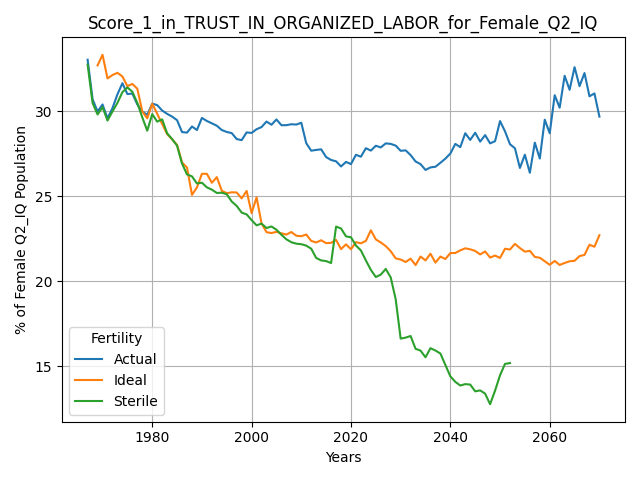 Score_1_in_TRUST_IN_ORGANIZED_LABOR_for_Female_Q2_IQ
% of Female Q2_IQ Population
30
25
20
15
Fertility
Actual
Ideal
Sterile
1980
2000
2020
2040
2060
Years